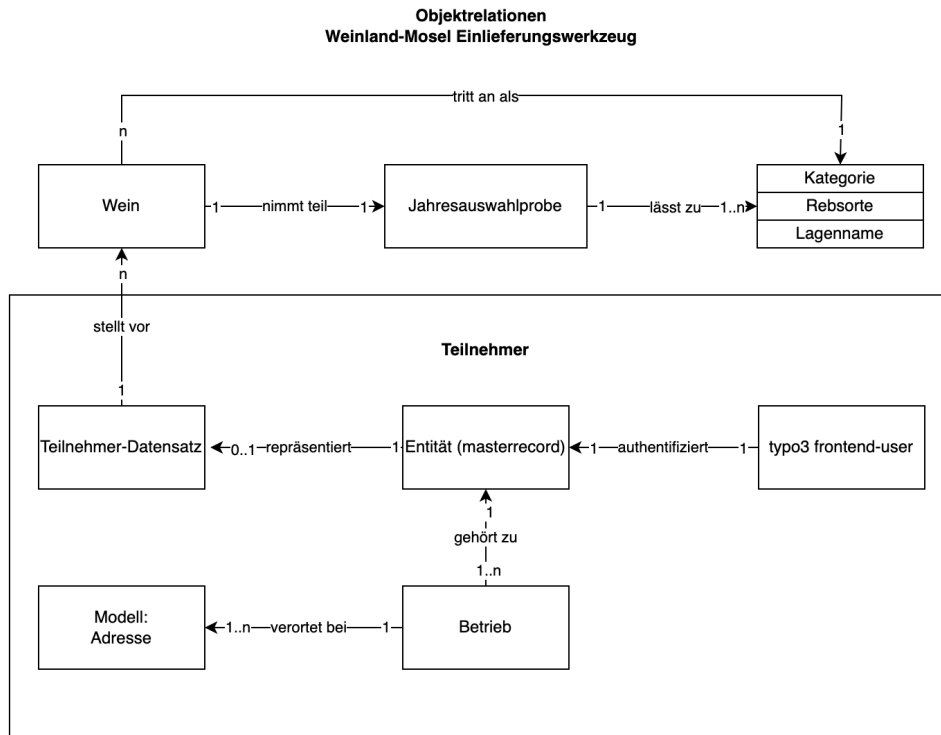 Objektrelationen
Weinland-Mosel Einlieferungswerkzeug
tritt an als
n
1
Wein
1 nimmt teil 1
Jahresauswahlprobe
1 lässt zu 1..n
Kategorie
Rebsorte
Lagenname
n
stellt vor
1
Teilnehmer
Teilnehmer-Datensatz
0..1 repräsentiert 1
Entität (masterrecord)
1 authentifiziert 1
typo3 frontend-user
1
gehört zu
1..n
Modell:
Adresse
1..n verortet bei 1
Betrieb